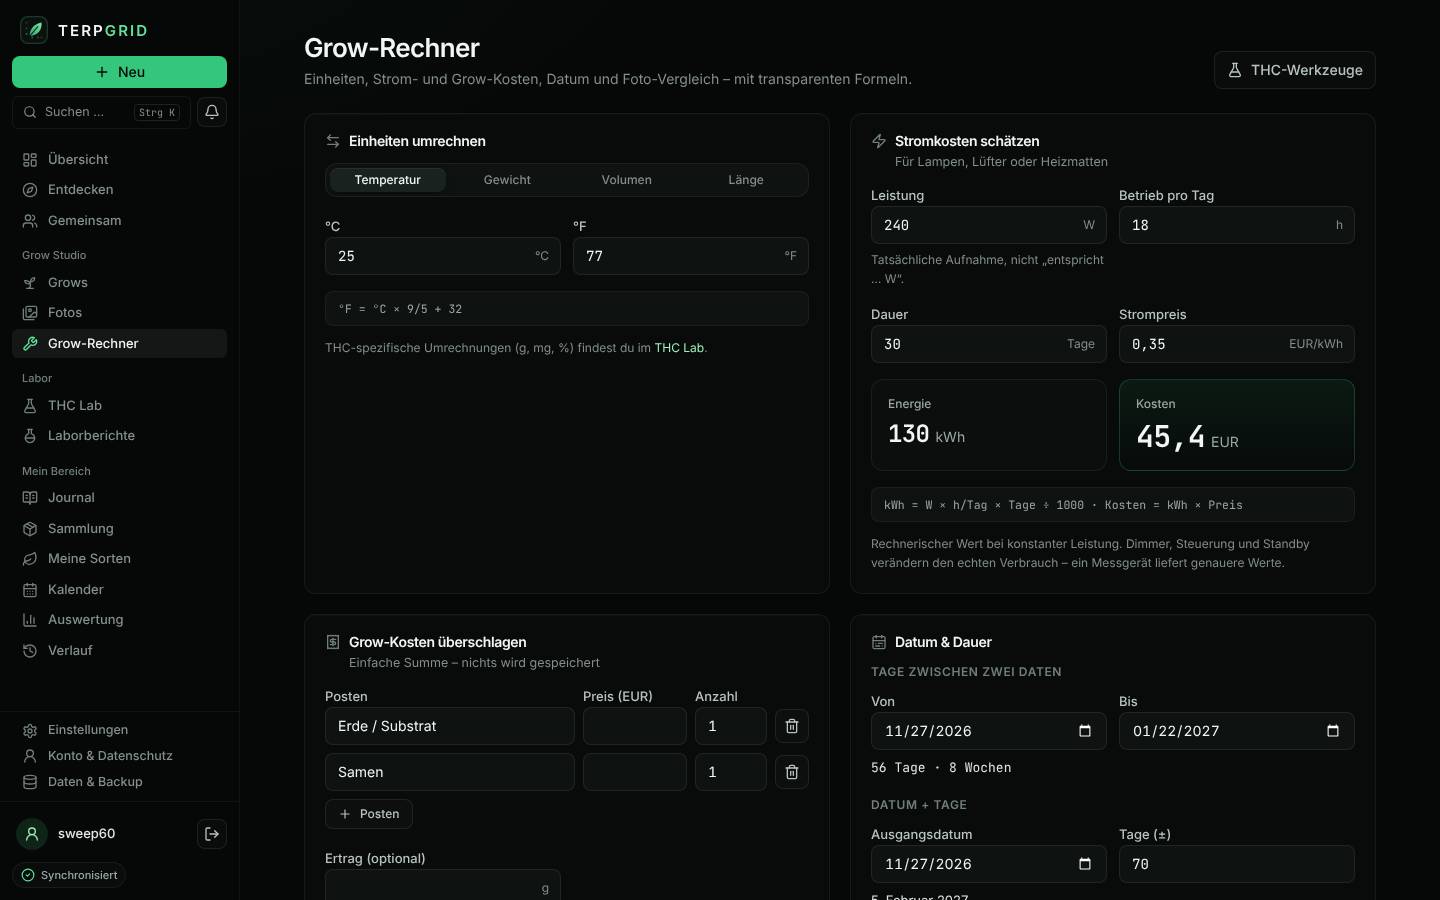 TERPGRID
Neu
Suchen ... Strg K
Übersicht
Entdecken
Gemeinsam
Grow Studio
Grows
Fotos
Grow-Rechner
Labor
THC Lab
Laborberichte
Mein Bereich
Journal
Sammlung
Meine Sorten
Kalender
Auswertung
Verlauf
Einstellungen
Konto & Datenschutz
Daten & Backup
sweep60
Synchronisiert
Grow-Rechner
Einheiten, Strom- und Grow-Kosten, Datum und Foto-Vergleich – mit transparenten Formeln.
THC-Werkzeuge
Einheiten umrechnen
Temperatur Gewicht Volumen Länge
°C °F
25 °C 77 °F
°F = °C × 9/5 + 32
THC-spezifische Umrechnungen (g, mg, %) findest du im THC Lab.
Stromkosten schätzen
Für Lampen, Lüfter oder Heizmatten
Leistung Betrieb pro Tag
240 W 18 h
Tatsächliche Aufnahme, nicht „entspricht
... W“.
Dauer Strompreis
30 Tage 0,35 EUR/kWh
Energie Kosten
130 kWh 45,4 EUR
kWh = W × h/Tag × Tage ÷ 1000 · Kosten = kWh × Preis
Rechnerischer Wert bei konstanter Leistung. Dimmer, Steuerung und Standby
verändern den echten Verbrauch – ein Messgerät liefert genauere Werte.
Grow-Kosten überschlagen
Einfache Summe – nichts wird gespeichert
Posten Preis (EUR) Anzahl
Erde / Substrat 1
Samen 1
Posten
Ertrag (optional)
g
Datum & Dauer
TAGE ZWISCHEN ZWEI DATEN
Von Bis
11/27/2026 01/22/2027
56 Tage · 8 Wochen
DATUM + TAGE
Ausgangsdatum Tage (±)
11/27/2026 70
5. Februar 2027